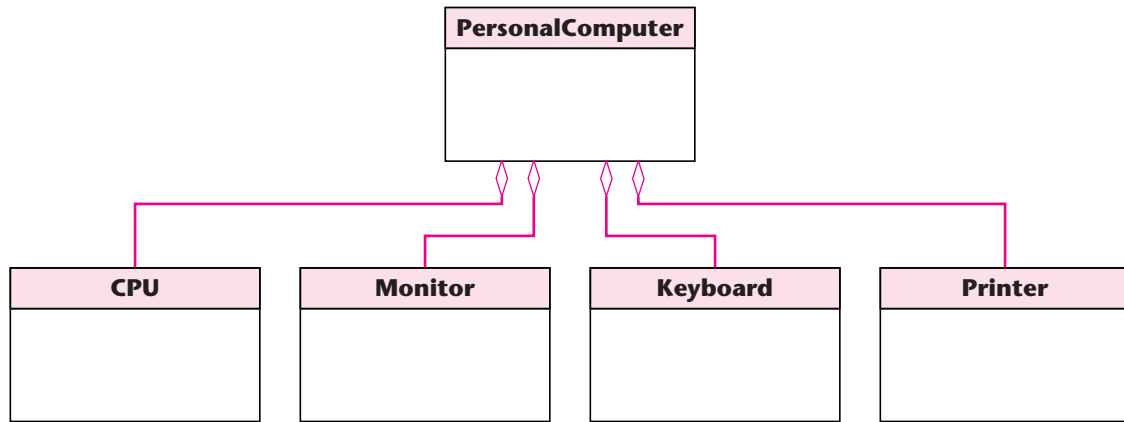 PersonalComputer
CPU
Monitor
Keyboard
Printer